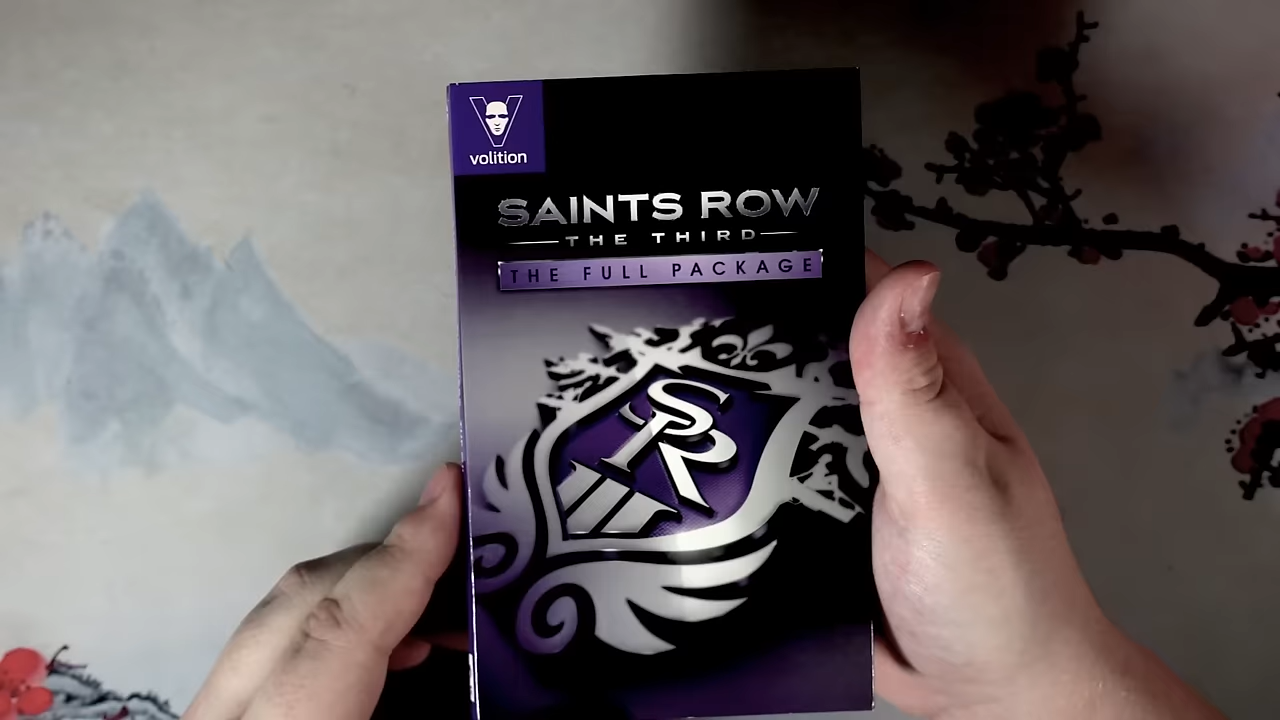 volition
SAINTS ROW
THE THIRD
THE FULL PACKAGE
SR